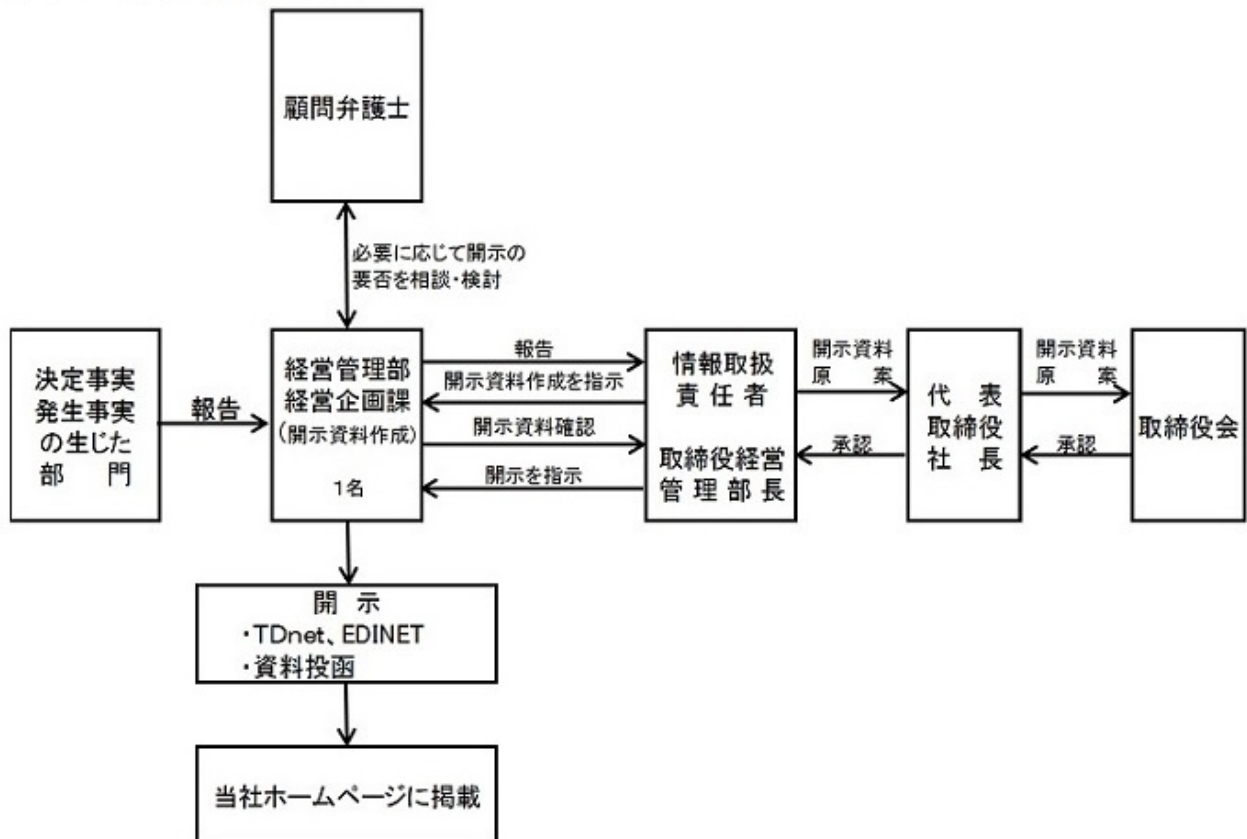 顧問弁護士
必要に応じて開示の
要否を相談・検討
決定事実
発生事実
の生じた
部　門
報告
経営管理部
経営企画課
(開示資料作成)
1名
報告
開示資料作成を指示
開示資料確認
開示を指示
情報取扱
責任者
取締役経営
管理部長
開示資料
原　案
承認
代　表
取締役
社　長
開示資料
原　案
承認
取締役会
開　示
・TDnet、EDINET
・資料投函
当社ホームページに掲載